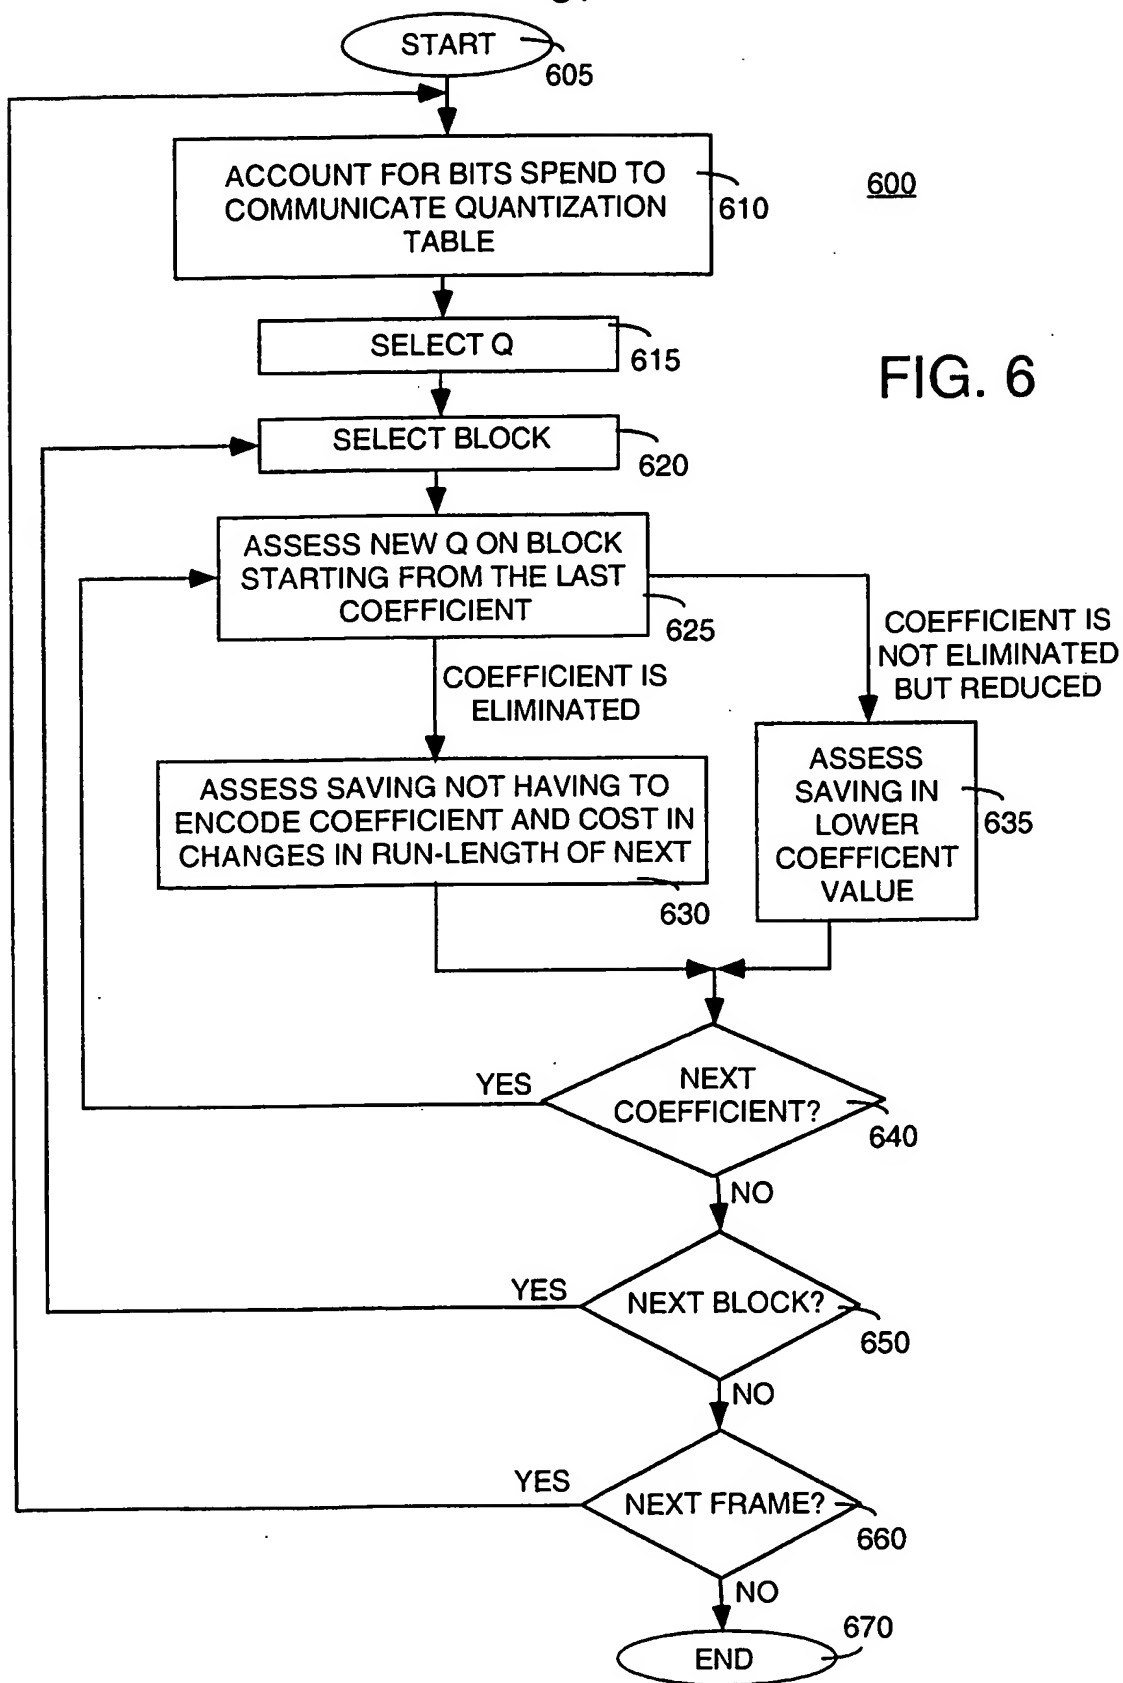 START
605
ACCOUNT FOR BITS SPEND TO
COMMUNICATE QUANTIZATION
TABLE
610
600
SELECT Q
615
FIG. 6
SELECT BLOCK
620
ASSESS NEW Q ON BLOCK
STARTING FROM THE LAST
COEFFICIENT
625
COEFFICIENT IS
ELIMINATED
COEFFICIENT IS
NOT ELIMINATED
BUT REDUCED
ASSESS SAVING NOT HAVING TO
ENCODE COEFFICIENT AND COST IN
CHANGES IN RUN-LENGTH OF NEXT
630
ASSESS
SAVING IN
LOWER
COEFFICENT
VALUE
635
YES
NEXT
COEFFICIENT?
640
NO
YES
NEXT BLOCK?
650
NO
YES
NEXT FRAME?
660
NO
END
670